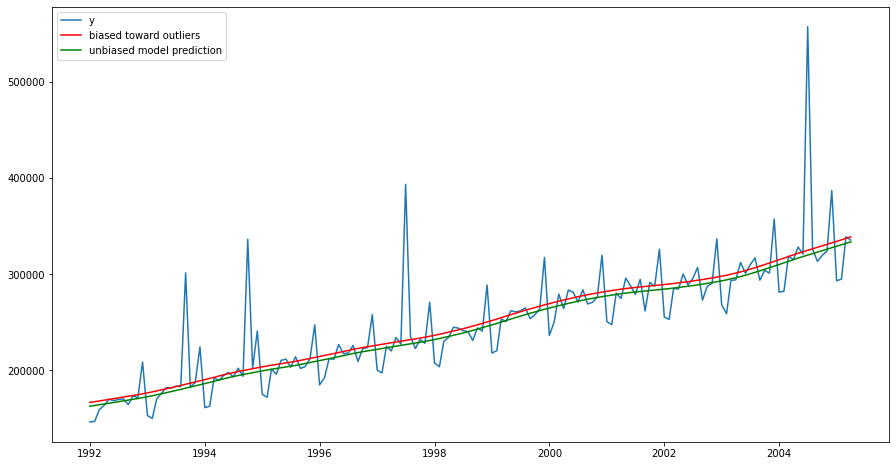 y
biased toward outliers
unbiased model prediction
500000
400000
300000
200000
1992 1994 1996 1998 2000 2002 2004